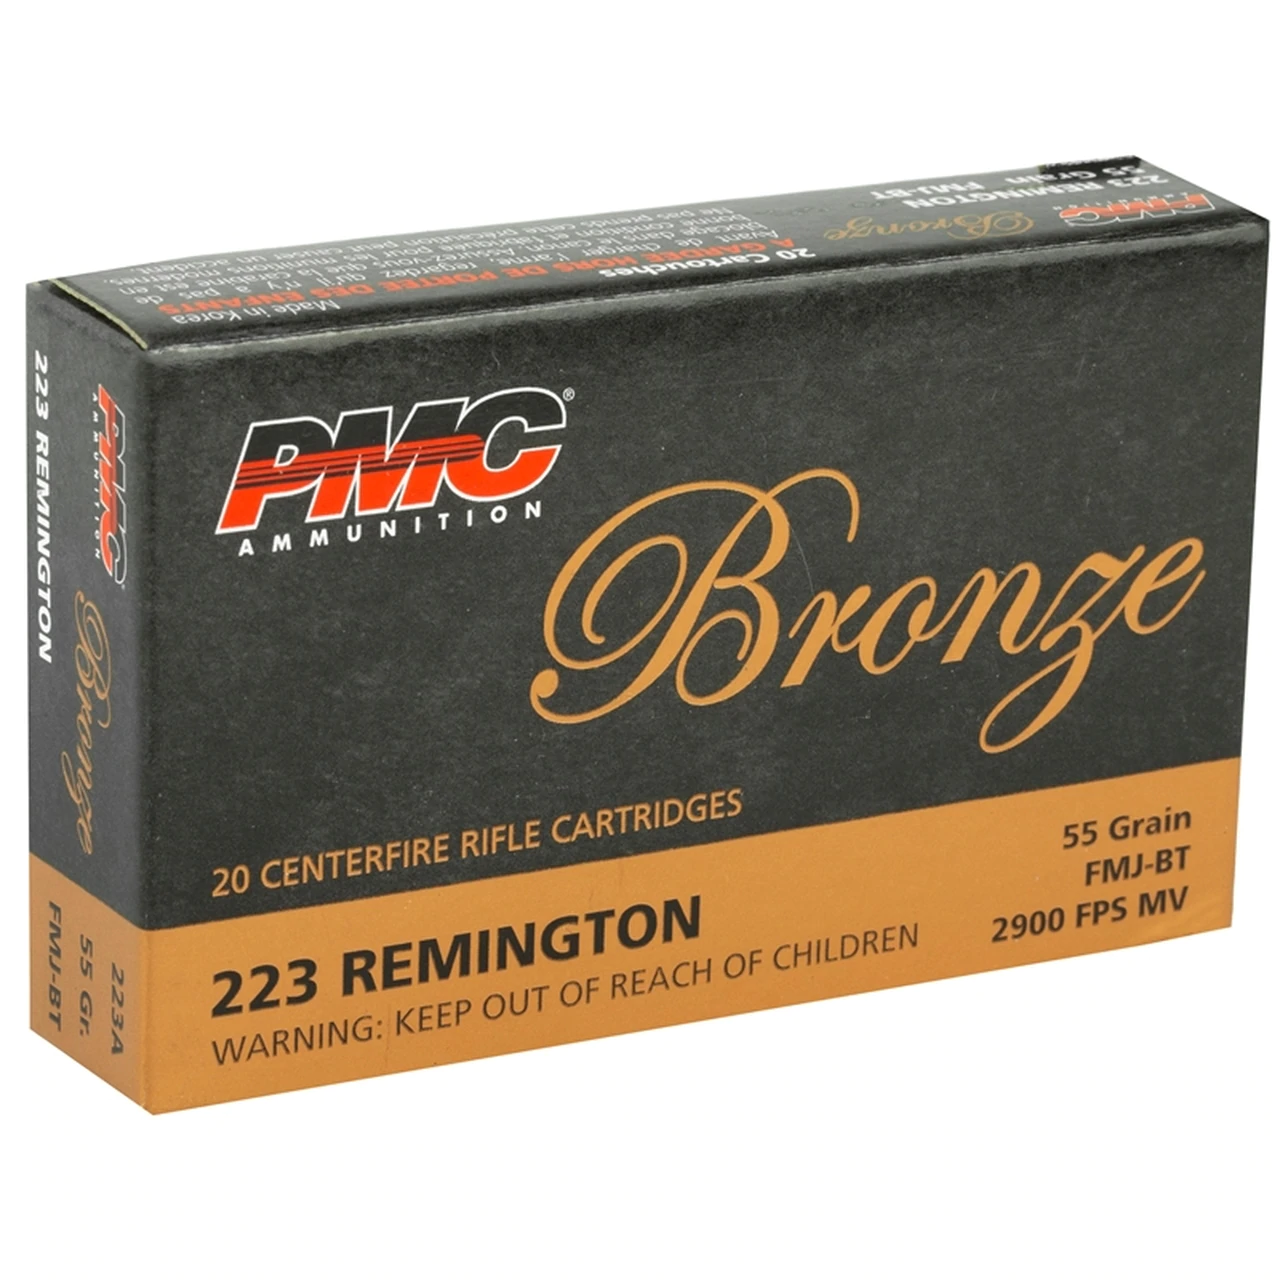 223 REMINGTON
55 Grain FMJ-BT
PMC
Bronze
20 Cartouches
A GARDER HORS DE PORTÉE DES ENFANTS
Made in Korea
PMC®
AMMUNITION
Bronze
20 CENTERFIRE RIFLE CARTRIDGES
223 REMINGTON
WARNING: KEEP OUT OF REACH OF CHILDREN
55 Grain
FMJ-BT
2900 FPS MV
223 REMINGTON
PMC
AMMUNITION
Bronze
223A
55 Gr.
FMJ-BT